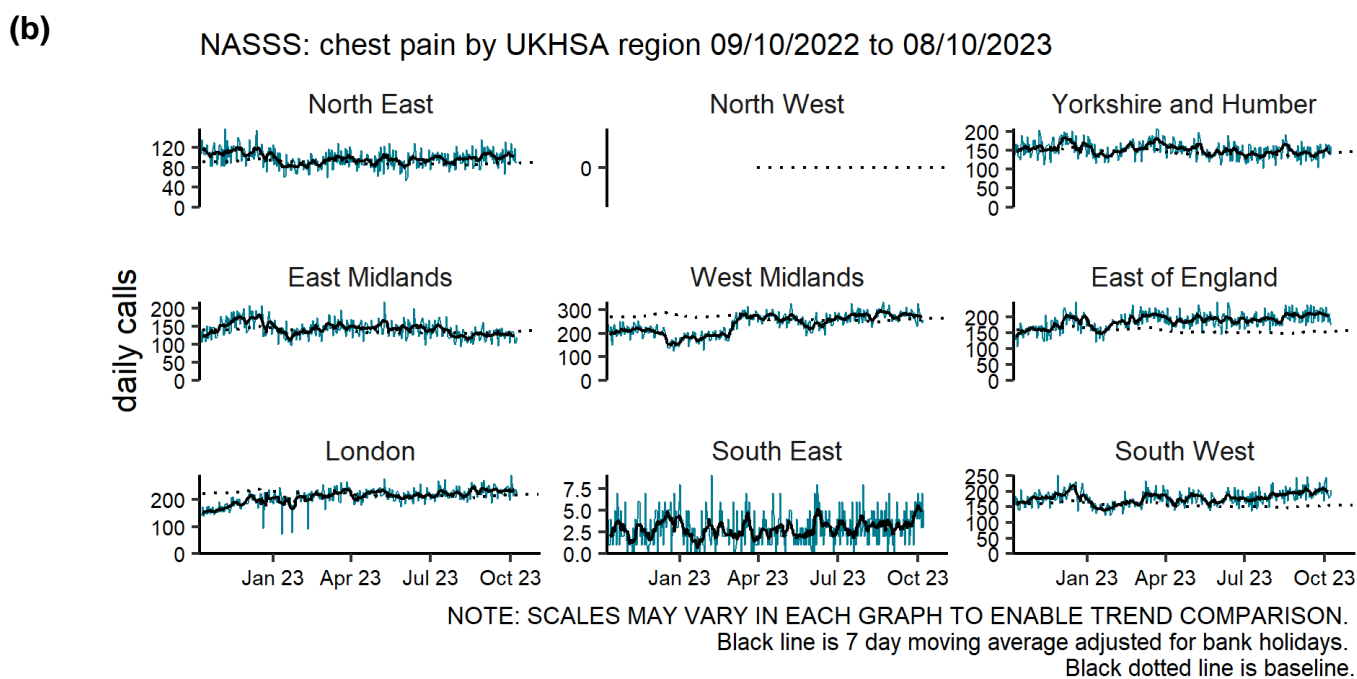 (b)
NASSS: chest pain by UKHSA region 09/10/2022 to 08/10/2023
North East
120
80
40
0
North West
0
Yorkshire and Humber
200
150
100
50
0
daily calls
East Midlands
200
150
100
50
0
West Midlands
300
200
100
0
East of England
200
150
100
50
0
London
200
100
0
Jan 23 Apr 23 Jul 23 Oct 23
South East
7.5
5.0
2.5
0.0
Jan 23 Apr 23 Jul 23 Oct 23
South West
250
200
150
100
50
0
Jan 23 Apr 23 Jul 23 Oct 23
NOTE: SCALES MAY VARY IN EACH GRAPH TO ENABLE TREND COMPARISON.
Black line is 7 day moving average adjusted for bank holidays.
Black dotted line is baseline.